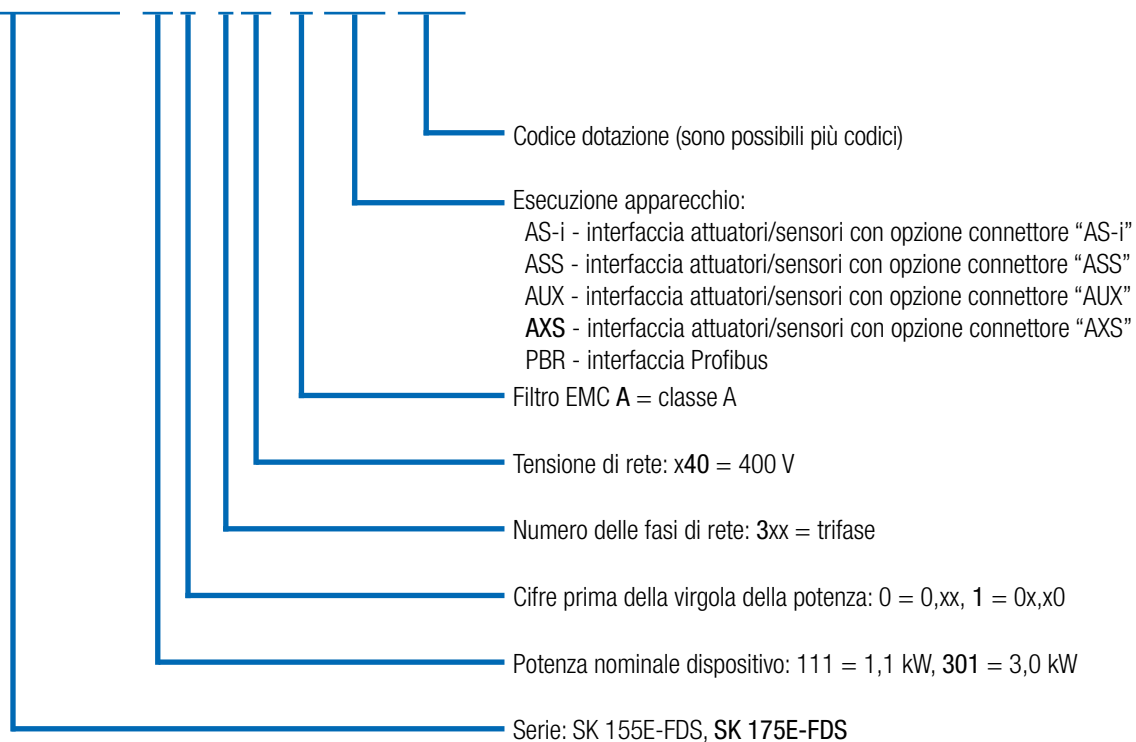 Codice dotazione (sono possibili più codici)
Esecuzione apparecchio:
AS-i - interfaccia attuatori/sensori con opzione connettore “AS-i”
ASS - interfaccia attuatori/sensori con opzione connettore “ASS”
AUX - interfaccia attuatori/sensori con opzione connettore “AUX”
AXS - interfaccia attuatori/sensori con opzione connettore “AXS”
PBR - interfaccia Profibus
Filtro EMC A = classe A
Tensione di rete: x40 = 400 V
Numero delle fasi di rete: 3xx = trifase
Cifre prima della virgola della potenza: 0 = 0,xx, 1 = 0x,x0
Potenza nominale dispositivo: 111 = 1,1 kW, 301 = 3,0 kW
Serie: SK 155E-FDS, SK 175E-FDS